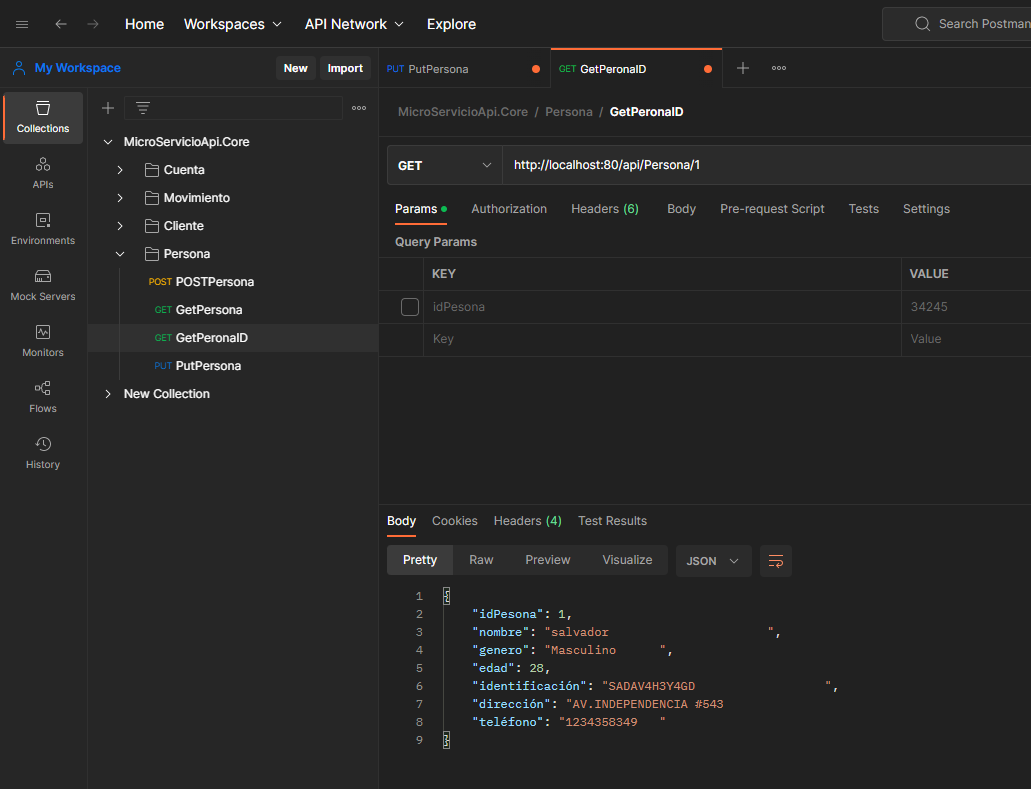 Home Workspaces API Network Explore Search Postman
My Workspace New Import PUT PutPersona GET GetPeronaID
MicroServicioApi.Core / Persona / GetPeronaID
Collections
APIs
Environments
Mock Servers
Monitors
Flows
History
MicroServicioApi.Core
Cuenta
Movimiento
Cliente
Persona
POST POSTPersona
GET GetPersona
GET GetPeronaID
PUT PutPersona
New Collection
GET http://localhost:80/api/Persona/1
Params Authorization Headers (6) Body Pre-request Script Tests Settings
Query Params
KEY VALUE
idPesona 34245
Key Value
Body Cookies Headers (4) Test Results
Pretty Raw Preview Visualize JSON
1 {
2 "idPesona": 1,
3 "nombre": "salvador ",
4 "genero": "Masculino ",
5 "edad": 28,
6 "identificación": "SADAV4H3Y4GD ",
7 "dirección": "AV.INDEPENDENCIA #543
8 "teléfono": "1234358349 "
9 }